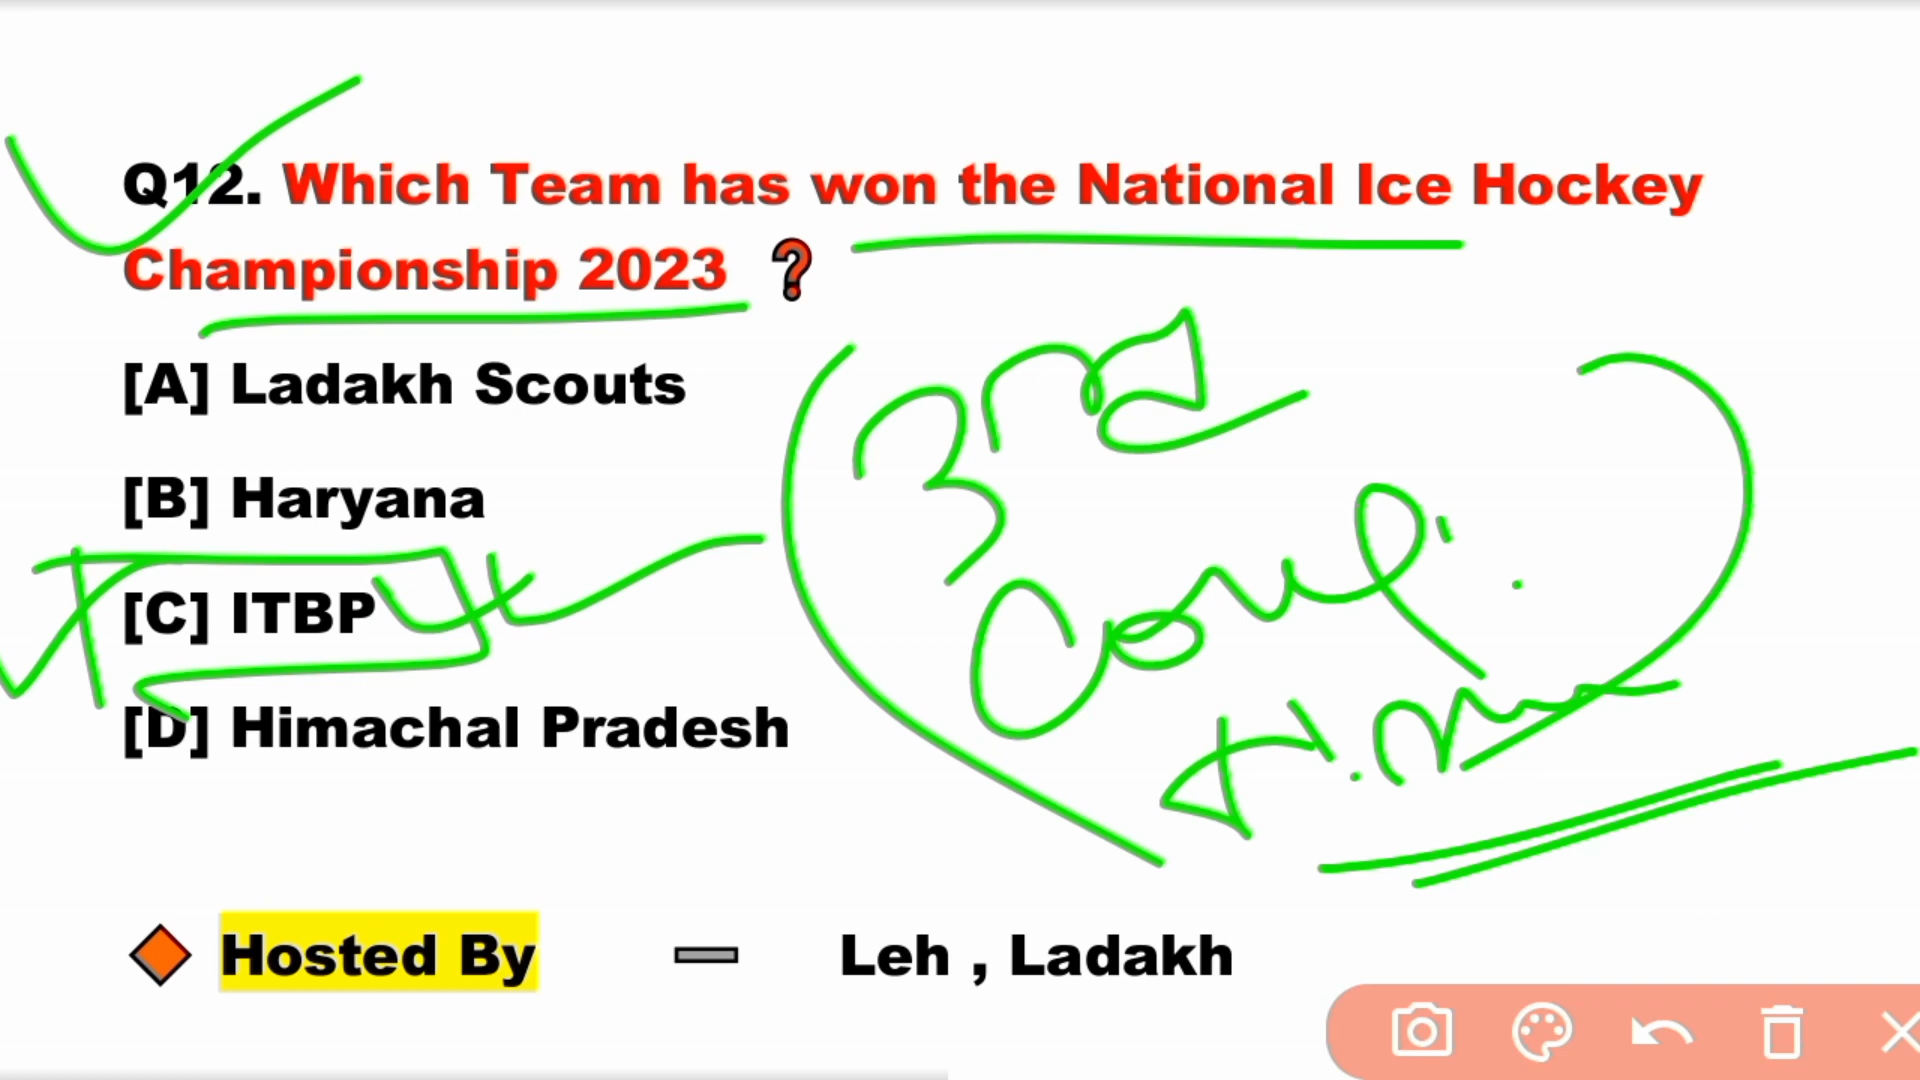 Q12. Which Team has won the National Ice Hockey
Championship 2023 ?
[A] Ladakh Scouts
[B] Haryana
[C] ITBP
[D] Himachal Pradesh
3rd
Hosted By — Leh , Ladakh